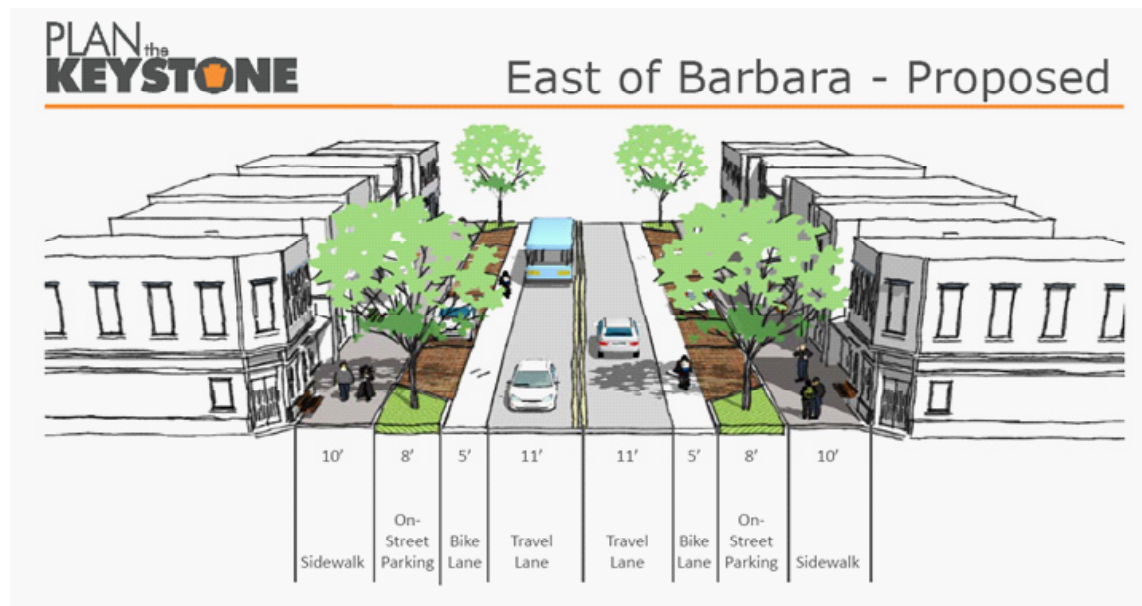 PLAN the
KEYSTONE
East of Barbara - Proposed
10' 8' 5' 11' 11' 5' 8' 10'
Sidewalk
On-
Street
Parking
Bike
Lane
Travel
Lane
Travel
Lane
Bike
Lane
On-
Street
Parking
Sidewalk